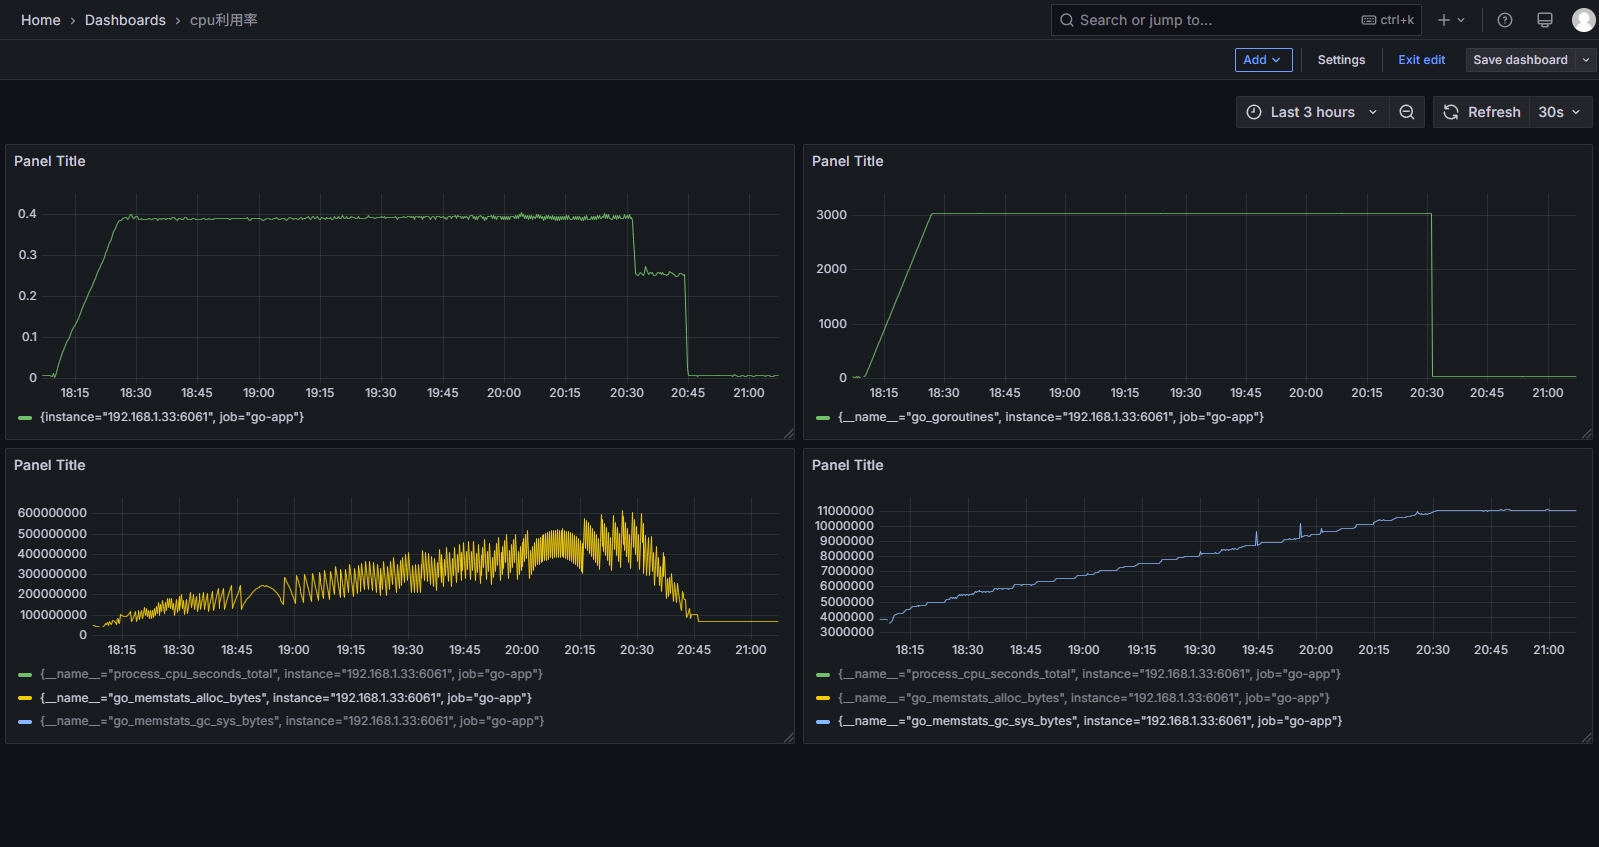 Home › Dashboards › cpu利用率
Search or jump to... ctrl+k
Add Settings Exit edit Save dashboard
Last 3 hours Refresh 30s
Panel Title
0.4
0.3
0.2
0.1
0
18:15 18:30 18:45 19:00 19:15 19:30 19:45 20:00 20:15 20:30 20:45 21:00
{instance="192.168.1.33:6061", job="go-app"}
Panel Title
3000
2000
1000
0
18:15 18:30 18:45 19:00 19:15 19:30 19:45 20:00 20:15 20:30 20:45 21:00
{__name__="go_goroutines", instance="192.168.1.33:6061", job="go-app"}
Panel Title
600000000
500000000
400000000
300000000
200000000
100000000
0
18:15 18:30 18:45 19:00 19:15 19:30 19:45 20:00 20:15 20:30 20:45 21:00
{__name__="process_cpu_seconds_total", instance="192.168.1.33:6061", job="go-app"}
{__name__="go_memstats_alloc_bytes", instance="192.168.1.33:6061", job="go-app"}
{__name__="go_memstats_gc_sys_bytes", instance="192.168.1.33:6061", job="go-app"}
Panel Title
11000000
10000000
9000000
8000000
7000000
6000000
5000000
4000000
3000000
18:15 18:30 18:45 19:00 19:15 19:30 19:45 20:00 20:15 20:30 20:45 21:00
{__name__="process_cpu_seconds_total", instance="192.168.1.33:6061", job="go-app"}
{__name__="go_memstats_alloc_bytes", instance="192.168.1.33:6061", job="go-app"}
{__name__="go_memstats_gc_sys_bytes", instance="192.168.1.33:6061", job="go-app"}